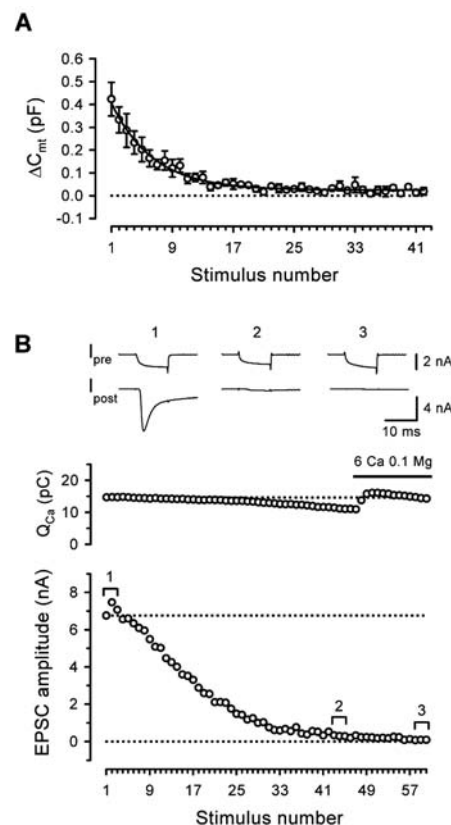 A
ΔCmt (pF)
0.6
0.5
0.4
0.3
0.2
0.1
0.0
-0.1
1 9 17 25 33 41
Stimulus number
B
1 2 3
pre
2 nA
post
4 nA
10 ms
6 Ca 0.1 Mg
QCa (pC)
20
10
0
EPSC amplitude (nA)
8
6
4
2
0
1
2
3
1 9 17 25 33 41 49 57
Stimulus number